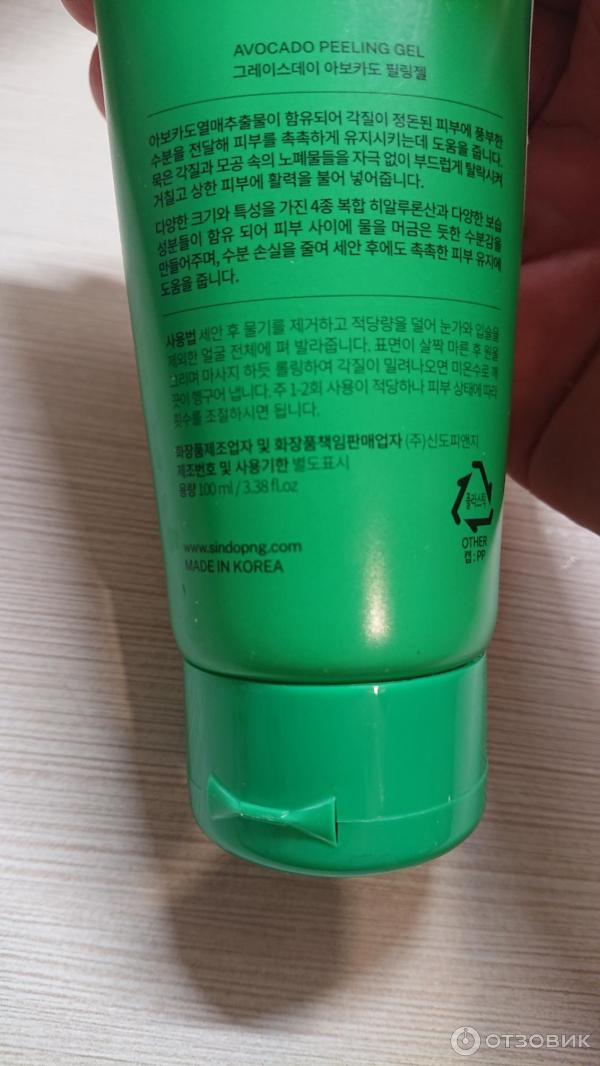 AVOCADO PEELING GEL
그레이스데이 아보카도 필링젤
아보카도열매추출물이 함유되어 각질이 정돈된 피부에 풍부한
수분을 전달해 피부를 촉촉하게 유지시키는데 도움을 줍니다.
묵은 각질과 모공 속의 노폐물들을 자극 없이 부드럽게 탈락시켜
거칠고 상한 피부에 활력을 불어 넣어줍니다.
다양한 크기와 특성을 가진 4종 복합 히알루론산과 다양한 보습
성분들이 함유 되어 피부 사이에 물을 머금은 듯한 수분감을
만들어주며, 수분 손실을 줄여 세안 후에도 촉촉한 피부 유지에
도움을 줍니다.
사용법 세안 후 물기를 제거하고 적당량을 덜어 눈가와 입술을
제외한 얼굴 전체에 펴 발라줍니다. 표면이 살짝 마른 후 원을
그리며 마사지 하듯 롤링하여 각질이 밀려나오면 미온수로 깨
끗이 헹구어 냅니다. 주 1-2회 사용이 적당하나 피부 상태에 따라
횟수를 조절하시면 됩니다.
화장품제조업자 및 화장품책임판매업자 (주)신도피앤지
제조번호 및 사용기한 별도표시
용량 100 ml / 3.38 fl.oz
플라스틱
OTHER
캡 : PP
www.sindopng.com
MADE IN KOREA
ОТЗОВИК